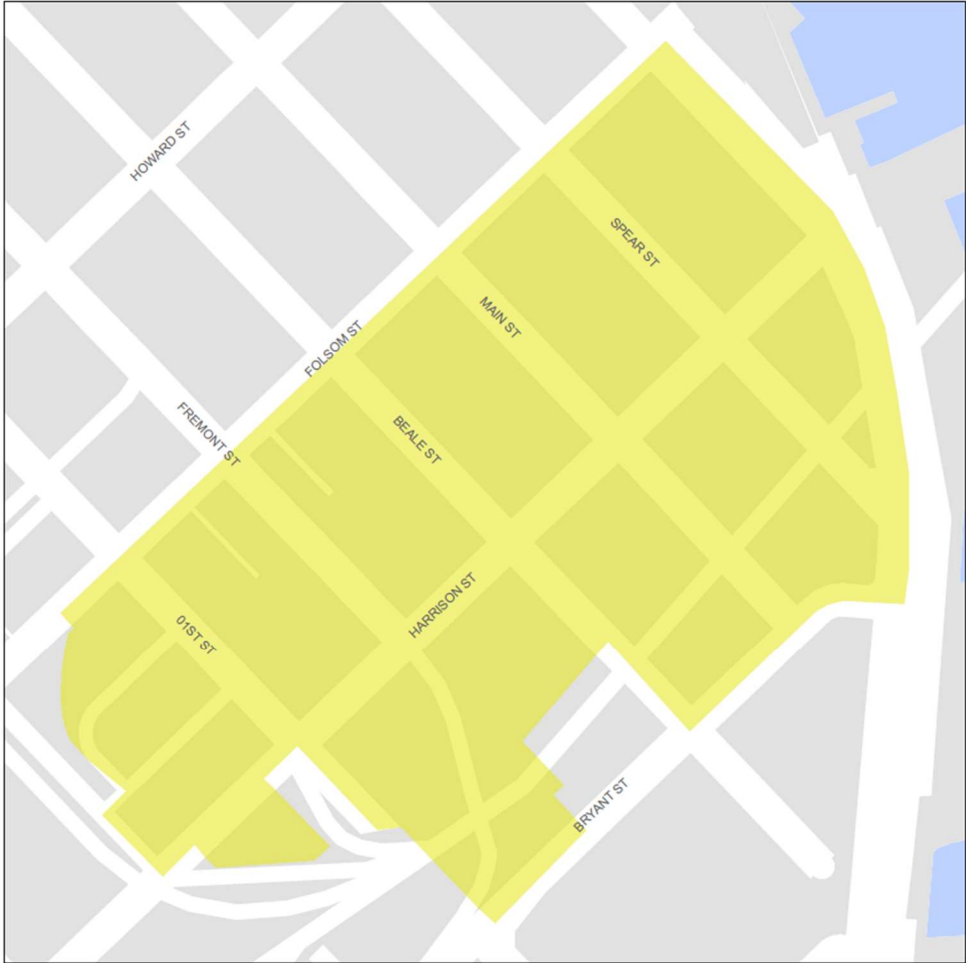 HOWARD ST
SPEAR ST
MAIN ST
FOLSOM ST
FREMONT ST
BEALE ST
HARRISON ST
01ST ST
BRYANT ST